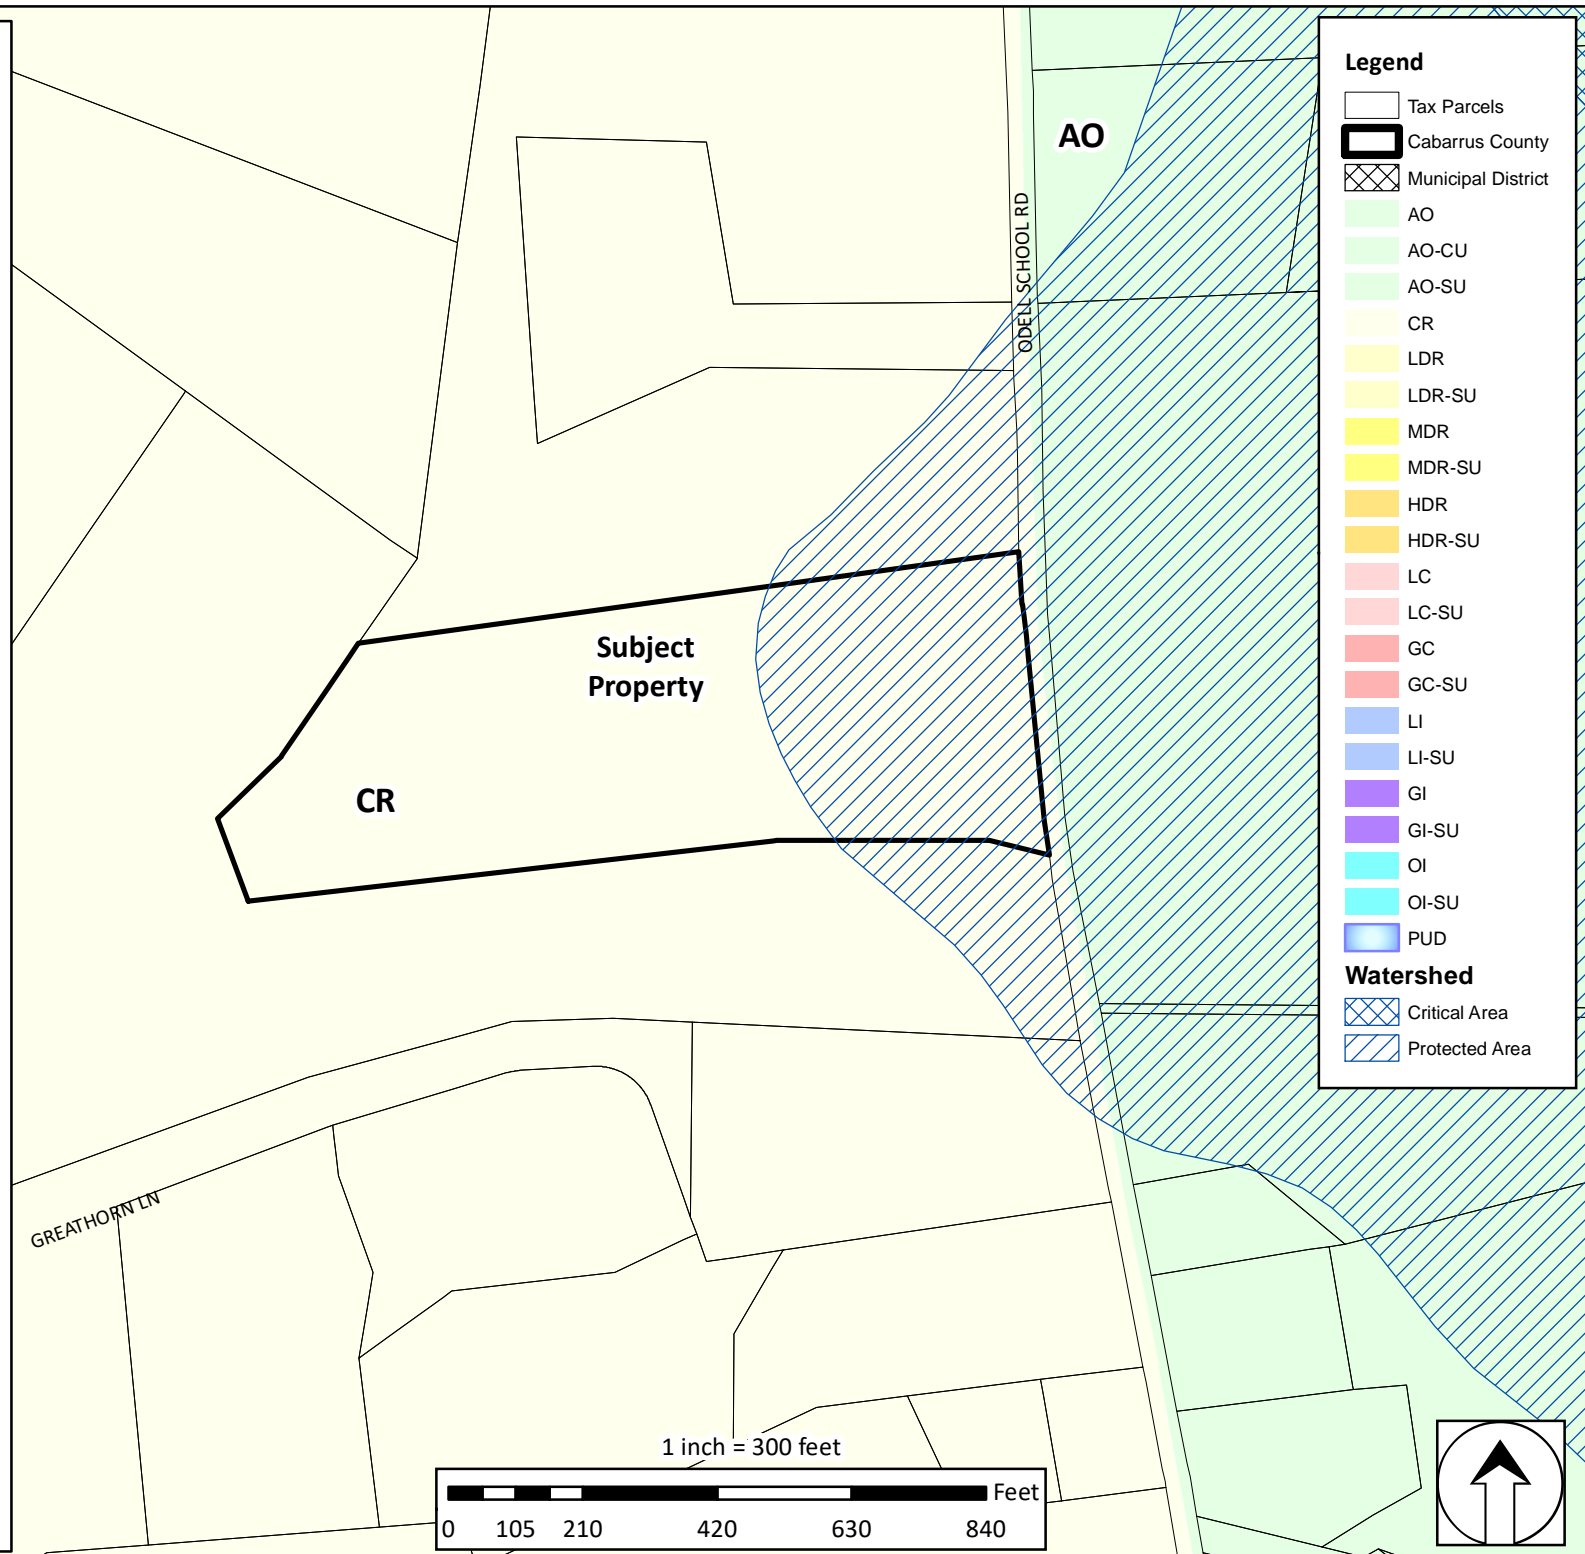 AO
ODELL SCHOOL RD
Subject
Property
CR
GREATHORN LN
Legend
Tax Parcels
Cabarrus County
Municipal District
AO
AO-CU
AO-SU
CR
LDR
LDR-SU
MDR
MDR-SU
HDR
HDR-SU
LC
LC-SU
GC
GC-SU
LI
LI-SU
GI
GI-SU
OI
OI-SU
PUD
Watershed
Critical Area
Protected Area
1 inch = 300 feet
Feet
0 105 210 420 630 840